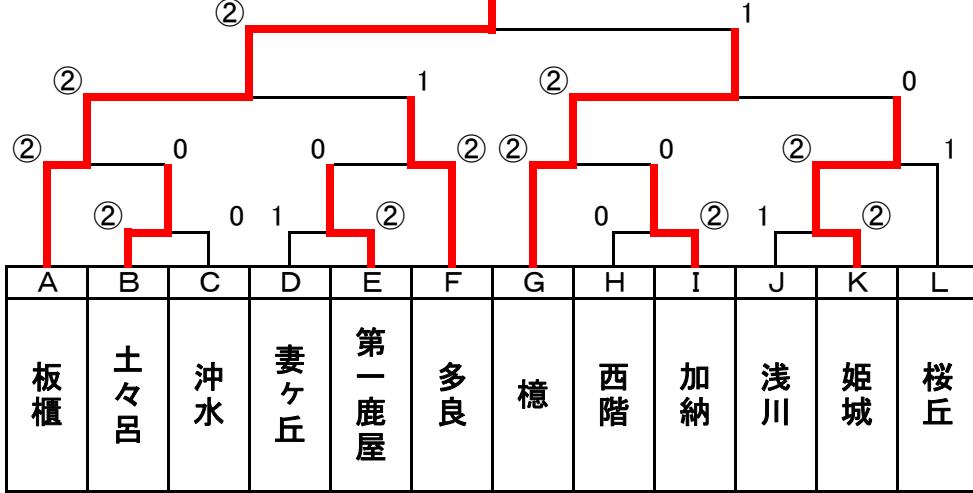 ② 1
② 1 ② 0
② 0 0 ② ② 0 ② 1
② 0 1 ② 0 ② 1 ②
A B C D E F G H I J K L
板櫃
土々呂
沖水
妻ケ丘
第一鹿屋
多良
檍
西階
加納
浅川
姫城
桜丘